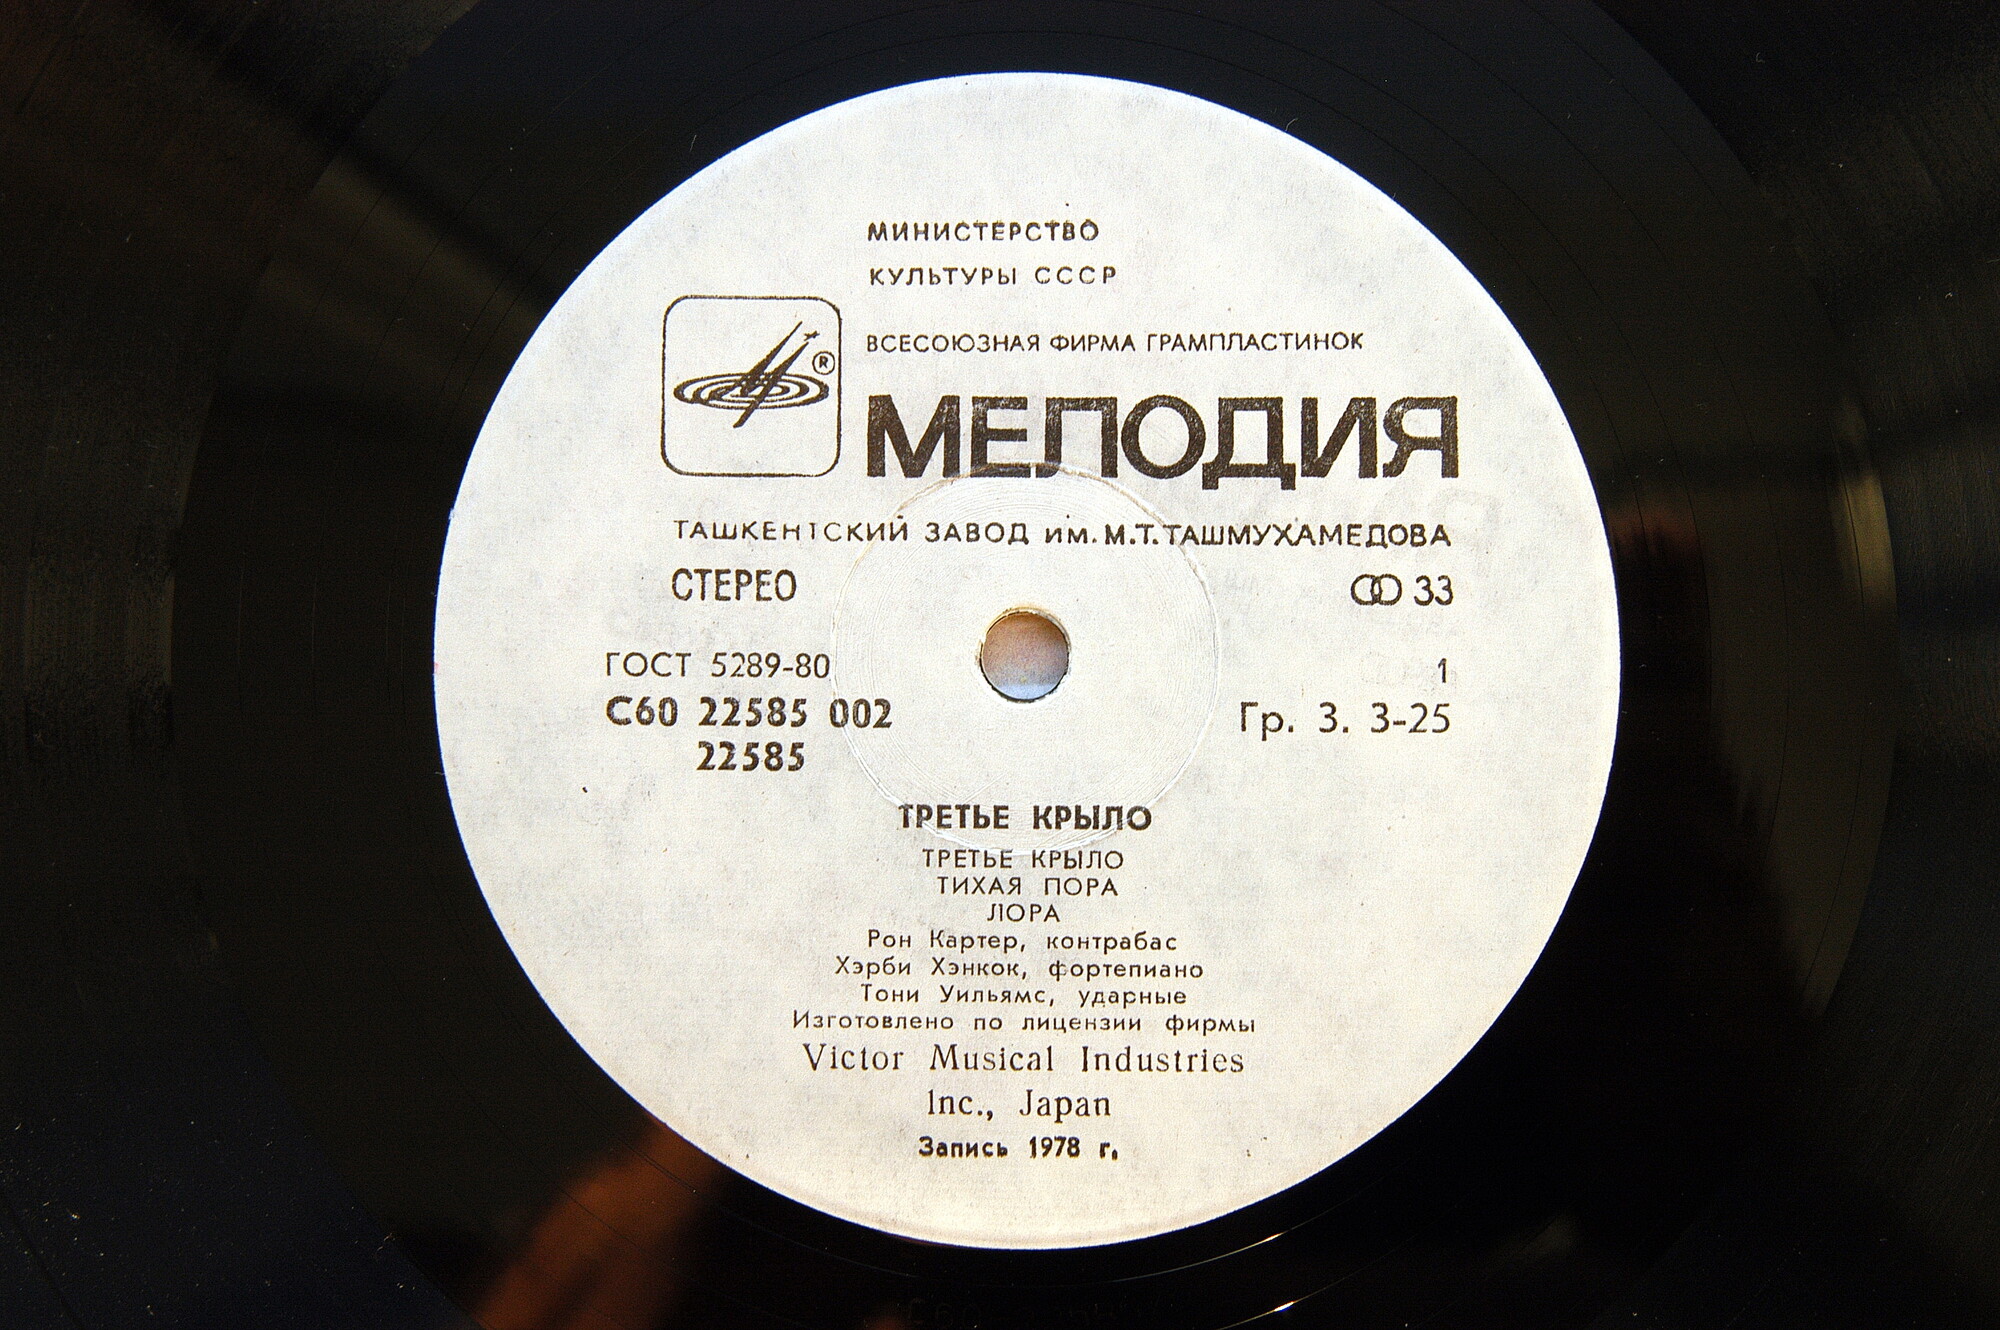 МИНИСТЕРСТВО
КУЛЬТУРЫ СССР
ВСЕСОЮЗНАЯ ФИРМА ГРАМПЛАСТИНОК
®
МЕЛОДИЯ
ТАШКЕНТСКИЙ ЗАВОД им. М.Т. ТАШМУХАМЕДОВА
СТЕРЕО 33
ГОСТ 5289-80 1
С60 22585 002 Гр. 3. 3-25
22585
ТРЕТЬЕ КРЫЛО
ТРЕТЬЕ КРЫЛО
ТИХАЯ ПОРА
ЛОРА
Рон Картер, контрабас
Хэрби Хэнкок, фортепиано
Тони Уильямс, ударные
Изготовлено по лицензии фирмы
Victor Musical Industries
Inc., Japan
Запись 1978 г.